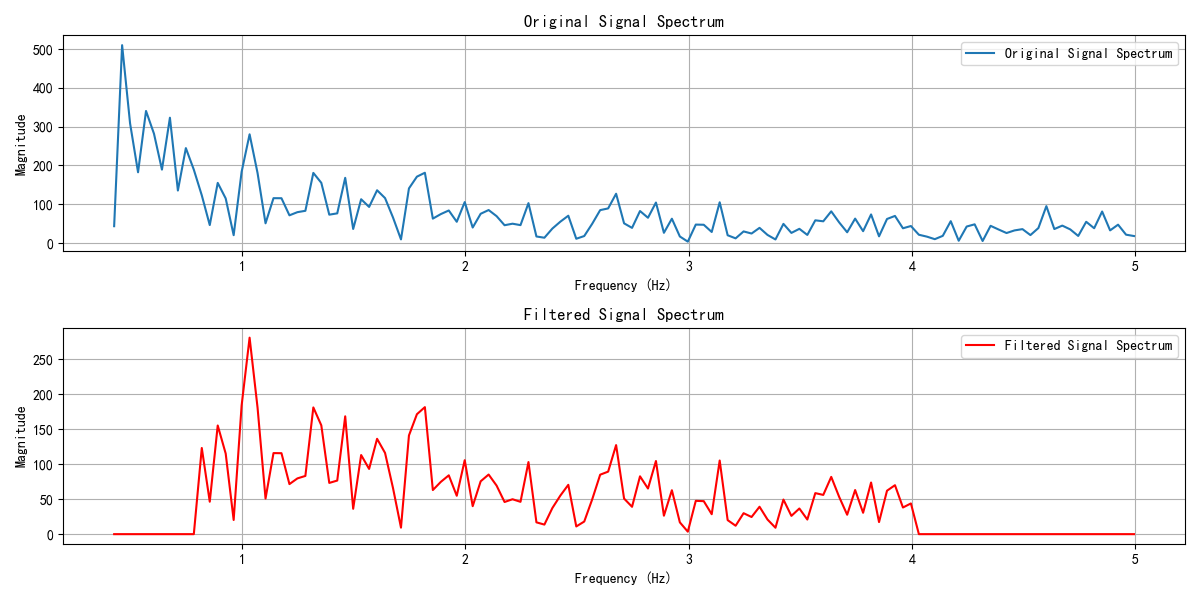 Original Signal Spectrum
Original Signal Spectrum
500
400
300
200
100
0
Magnitude
1
2
3
4
5
Frequency (Hz)
Filtered Signal Spectrum
Filtered Signal Spectrum
250
200
150
100
50
0
Magnitude
1
2
3
4
5
Frequency (Hz)